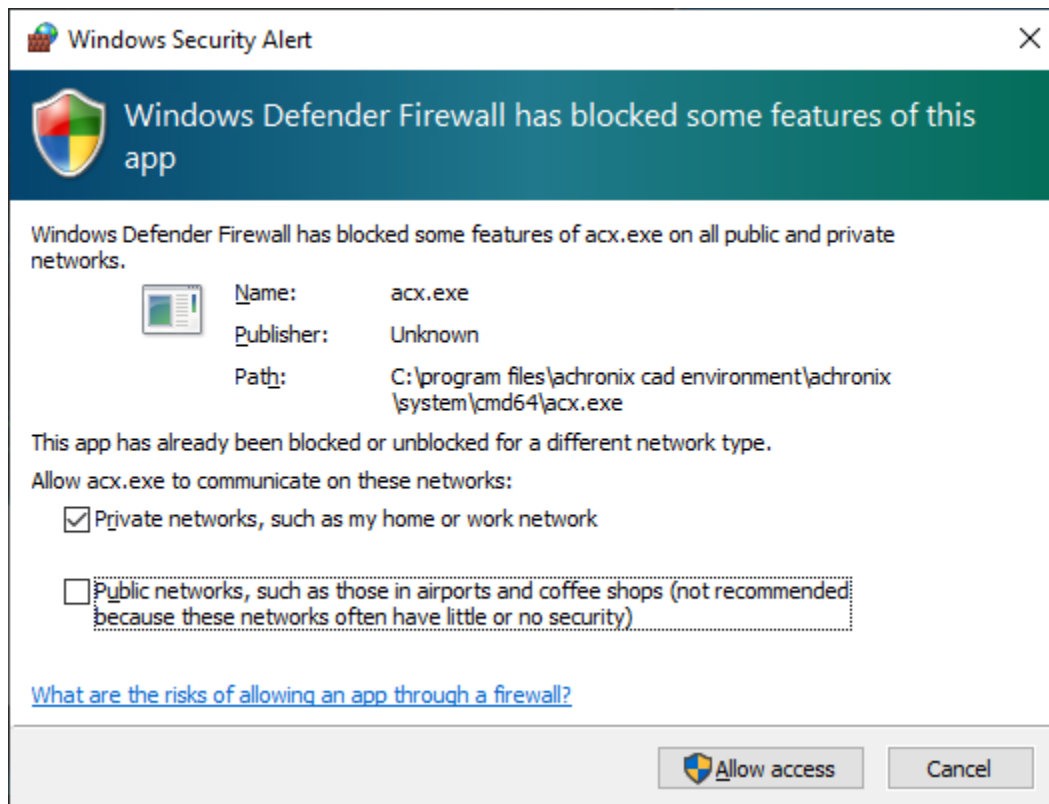 Windows Security Alert
Windows Defender Firewall has blocked some features of this
app
Windows Defender Firewall has blocked some features of acx.exe on all public and private
networks.
Name: acx.exe
Publisher: Unknown
Path: C:\program files\achronix cad environment\achronix
\system\cmd64\acx.exe
This app has already been blocked or unblocked for a different network type.
Allow acx.exe to communicate on these networks:
Private networks, such as my home or work network
Public networks, such as those in airports and coffee shops (not recommended
because these networks often have little or no security)
What are the risks of allowing an app through a firewall?
Allow access Cancel